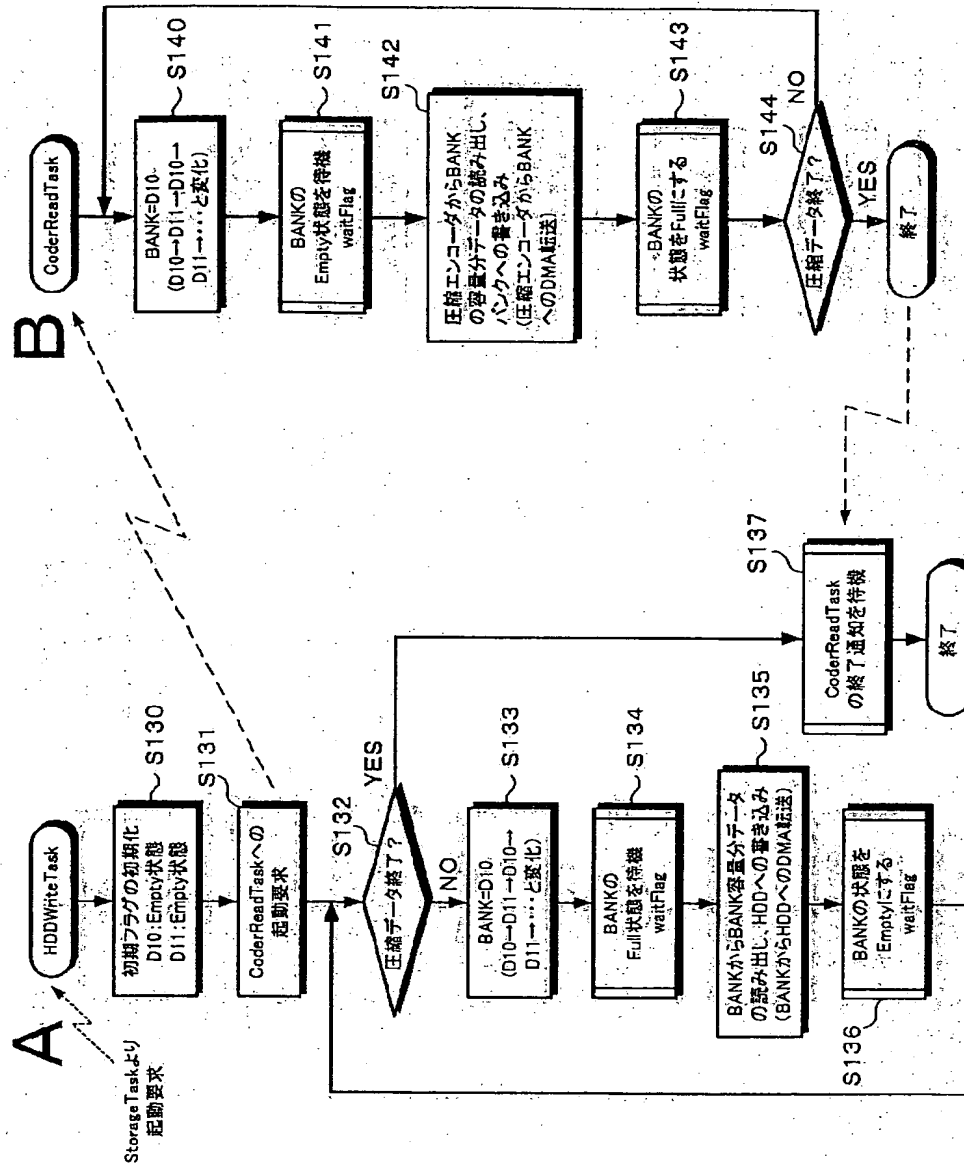 A
StorageTaskより
起動要求
HDDWriteTask
初期フラグの初期化
D10:Empty状態
D11:Empty状態
S130
CoderReadTaskへの
起動要求
S131
圧縮データ終了?
S132
YES
NO
BANK=D10
(D10→D11→D10→
D11→・・・・と変化)
S133
BANKの
Full状態を待機
waitFlag
S134
BANKからBANK容量分データ
の読み出し、HDDへの書き込み
(BANKからHDDへのDMA転送)
S135
BANKの状態を
Emptyにする
waitFlag
S136
CoderReadTask
の終了通知を待機
S137
終了
B
CoderReadTask
BANK=D10
(D10→D11→D10→
D11→・・・・と変化)
S140
BANKの
Empty状態を待機
waitFlag
S141
圧縮エンコーダからBANK
の容量分データの読み出し、
バンクへの書き込み
(圧縮エンコーダからBANK
へのDMA転送)
S142
BANKの
状態をFullにする
waitFlag
S143
圧縮データ終了?
S144
NO
YES
終了